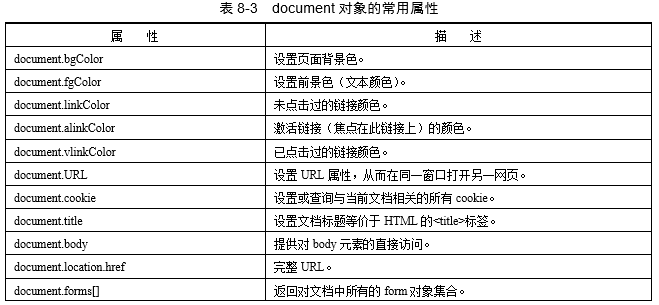 表 8-3 document 对象的常用属性
属 性 描 述
document.bgColor 设置页面背景色。
document.fgColor 设置前景色（文本颜色）。
document.linkColor 未点击过的链接颜色。
document.alinkColor 激活链接（焦点在此链接上）的颜色。
document.vlinkColor 已点击过的链接颜色。
document.URL 设置 URL 属性，从而在同一窗口打开另一网页。
document.cookie 设置或查询与当前文档相关的所有 cookie。
document.title 设置文档标题等价于 HTML 的<title>标签。
document.body 提供对 body 元素的直接访问。
document.location.href 完整 URL。
document.forms[] 返回对文档中所有的 form 对象集合。